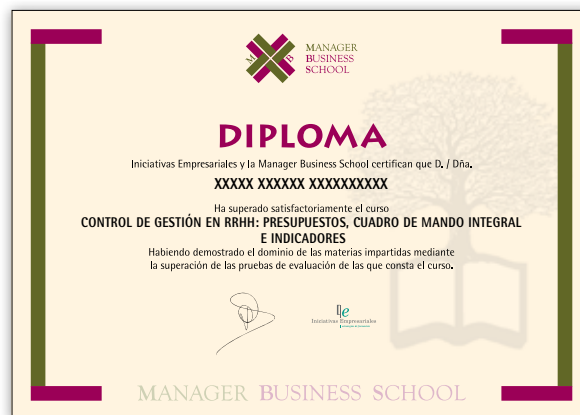 M B
MANAGER
BUSINESS
SCHOOL
DIPLOMA
Iniciativas Empresariales y la Manager Business School certifican que D. / Dña.
XXXXX XXXXXX XXXXXXXXXX
Ha superado satisfactoriamente el curso
CONTROL DE GESTIÓN EN RRHH: PRESUPUESTOS, CUADRO DE MANDO INTEGRAL
E INDICADORES
Habiendo demostrado el dominio de las materias impartidas mediante
la superación de las pruebas de evaluación de las que consta el curso.
Iniciativas Empresariales
MANAGER BUSINESS SCHOOL